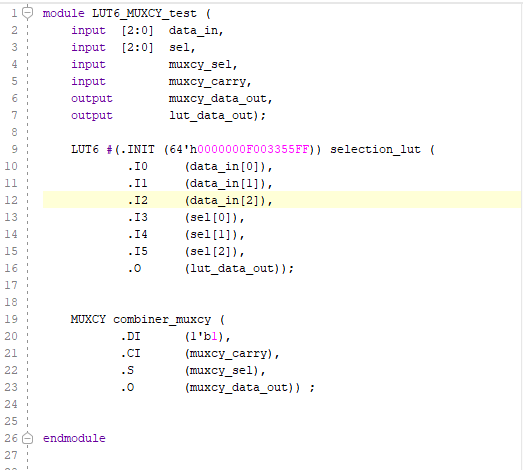 1 module LUT6_MUXCY_test (
2 input [2:0] data_in,
3 input [2:0] sel,
4 input muxcy_sel,
5 input muxcy_carry,
6 output muxcy_data_out,
7 output lut_data_out);
8
9 LUT6 #(.INIT (64'h0000000F003355FF)) selection_lut (
10 .I0 (data_in[0]),
11 .I1 (data_in[1]),
12 .I2 (data_in[2]),
13 .I3 (sel[0]),
14 .I4 (sel[1]),
15 .I5 (sel[2]),
16 .O (lut_data_out));
17
18
19 MUXCY combiner_muxcy (
20 .DI (1'b1),
21 .CI (muxcy_carry),
22 .S (muxcy_sel),
23 .O (muxcy_data_out)) ;
24
25
26 endmodule
27